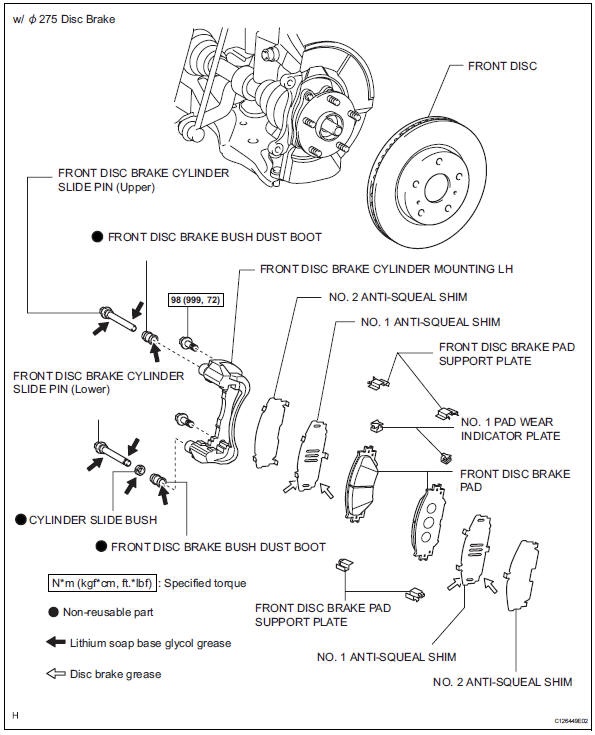 w/ φ 275 Disc Brake
FRONT DISC
FRONT DISC BRAKE CYLINDER
SLIDE PIN (Upper)
● FRONT DISC BRAKE BUSH DUST BOOT
FRONT DISC BRAKE CYLINDER MOUNTING LH
98 (999, 72)
NO. 2 ANTI-SQUEAL SHIM
NO. 1 ANTI-SQUEAL SHIM
FRONT DISC BRAKE PAD
SUPPORT PLATE
FRONT DISC BRAKE CYLINDER
SLIDE PIN (Lower)
NO. 1 PAD WEAR
INDICATOR PLATE
FRONT DISC BRAKE
PAD
● CYLINDER SLIDE BUSH
● FRONT DISC BRAKE BUSH DUST BOOT
N*m (kgf*cm, ft.*lbf) : Specified torque
● Non-reusable part
Lithium soap base glycol grease
Disc brake grease
FRONT DISC BRAKE PAD
SUPPORT PLATE
NO. 1 ANTI-SQUEAL SHIM
NO. 2 ANTI-SQUEAL SHIM
H
C126449E02